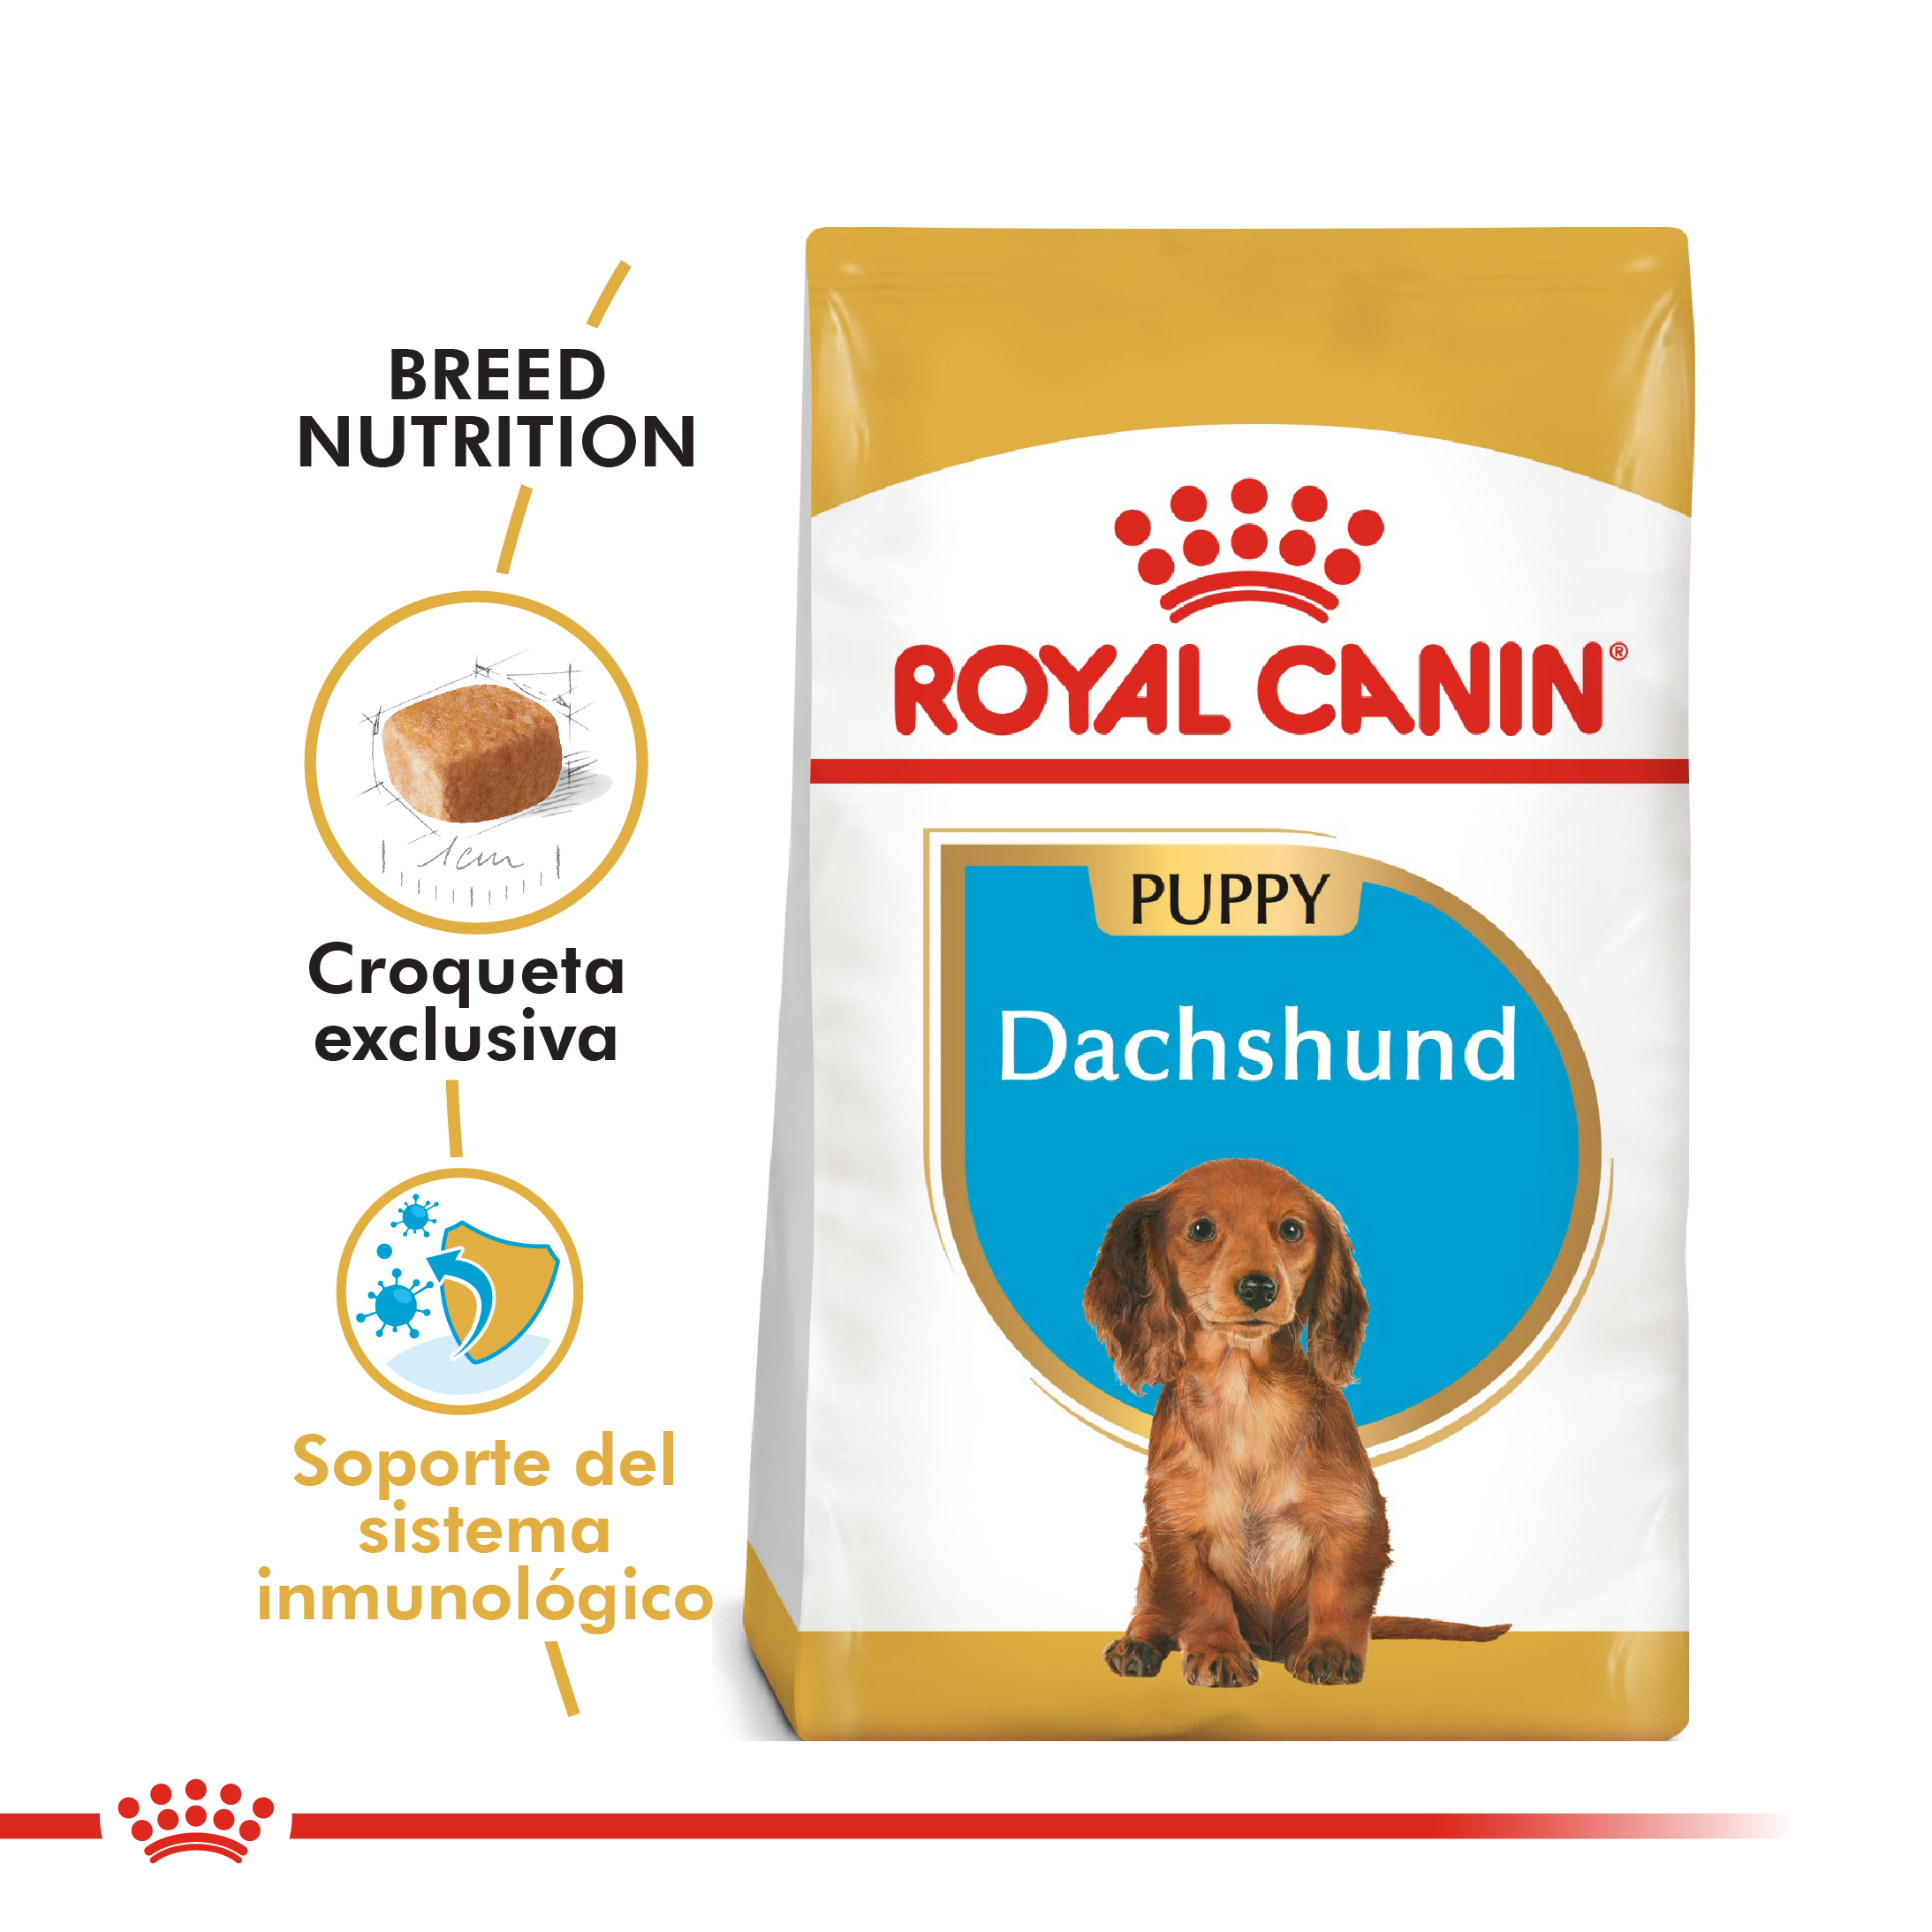 BREED
NUTRITION
1cm
Croqueta
exclusiva
Soporte del
sistema
inmunológico
ROYAL CANIN®
PUPPY
Dachshund